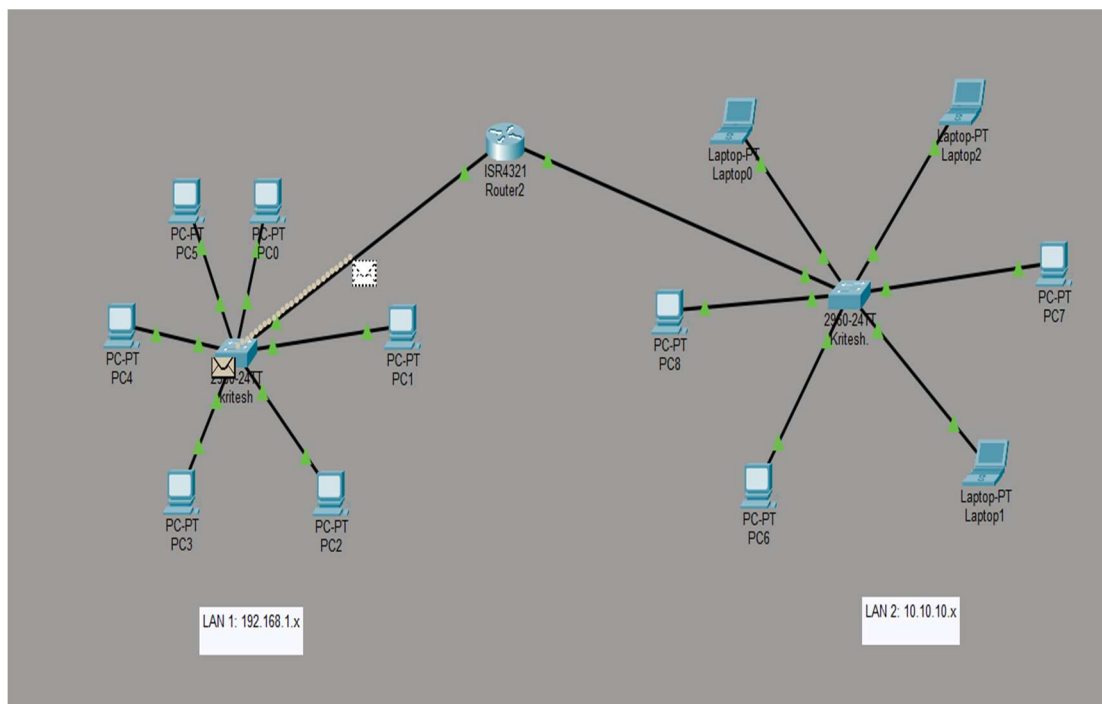 ISR4321
Router2
Laptop-PT
Laptop0
Laptop-PT
Laptop2
PC-PT
PC5
PC-PT
PC0
PC-PT
PC4
PC-PT
PC1
kritesh
PC-PT
PC3
PC-PT
PC2
PC-PT
PC8
2960-24TT
Kritesh.
PC-PT
PC7
PC-PT
PC6
Laptop-PT
Laptop1
LAN 1: 192.168.1.x
LAN 2: 10.10.10.x